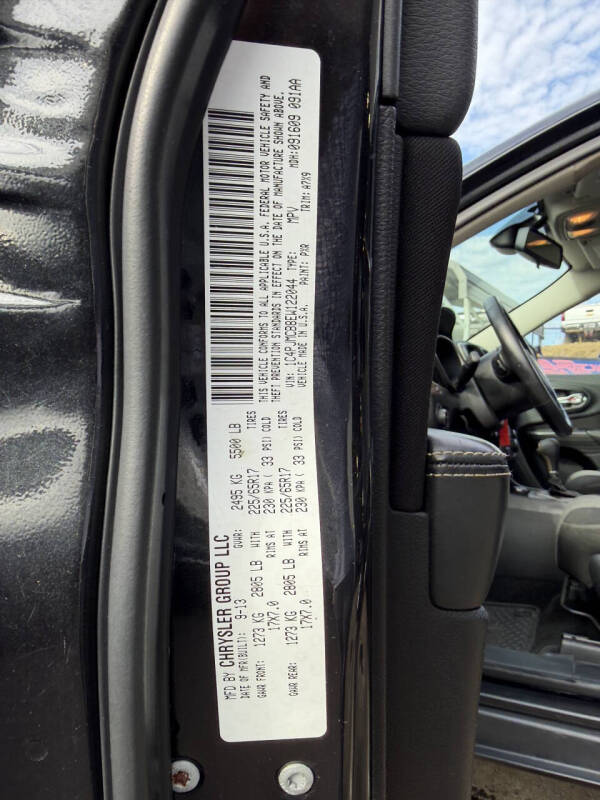 MFD BY CHRYSLER GROUP LLC
DATE OF MFR(BUILT): 9-13 GVWR: 2495 KG 5500 LB
GAWR FRONT: 1273 KG 2805 LB WITH 225/65R17 TIRES
17X7.0 RIMS AT 230 KPA ( 33 PSI) COLD
GAWR REAR: 1273 KG 2805 LB WITH 225/65R17 TIRES
17X7.0 RIMS AT 230 KPA ( 33 PSI) COLD
THIS VEHICLE CONFORMS TO ALL APPLICABLE U.S.A. FEDERAL MOTOR VEHICLE SAFETY AND
THEFT PREVENTION STANDARDS IN EFFECT ON THE DATE OF MANUFACTURE SHOWN ABOVE.
VIN: 1C4PJMCB8EW122044 TYPE: MPV MDH:091609 091AA
VEHICLE MADE IN U.S.A. PAINT: PXR TRIM: A7X9